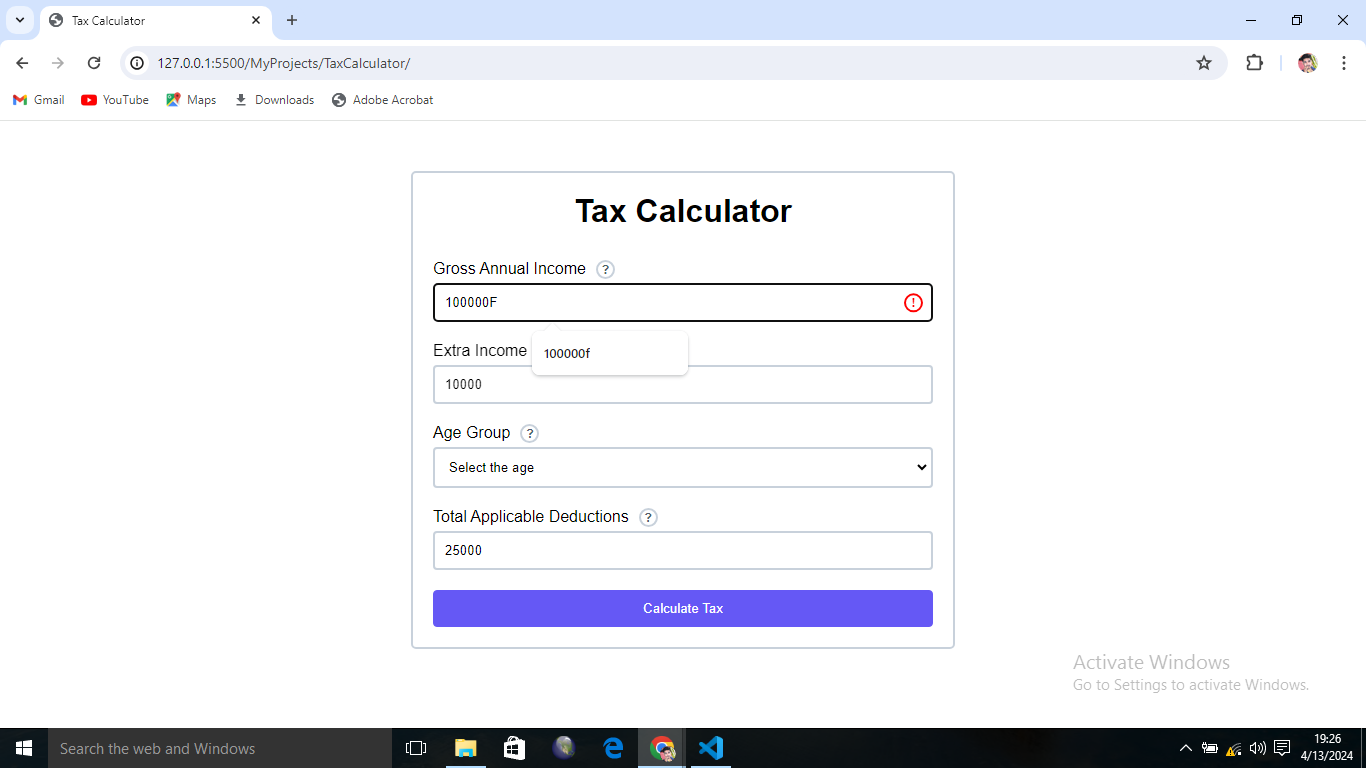 Tax Calculator
127.0.0.1:5500/MyProjects/TaxCalculator/
Gmail YouTube Maps Downloads Adobe Acrobat
Tax Calculator
Gross Annual Income ?
100000F !
100000f
Extra Income
10000
Age Group ?
Select the age
Total Applicable Deductions ?
25000
Calculate Tax
Activate Windows
Go to Settings to activate Windows.
Search the web and Windows
19:26
4/13/2024